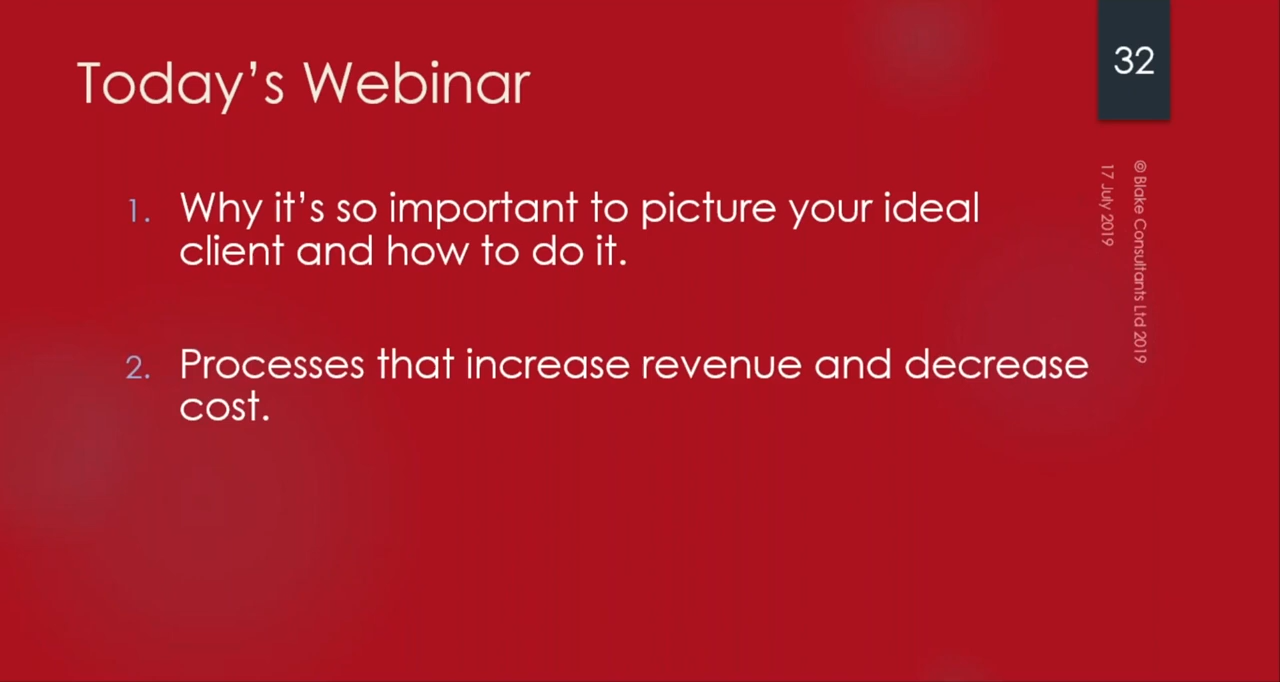 Today's Webinar
32
1. Why it's so important to picture your ideal
client and how to do it.
2. Processes that increase revenue and decrease
cost.
17 July 2019
@ Blake Consultants Ltd 2019